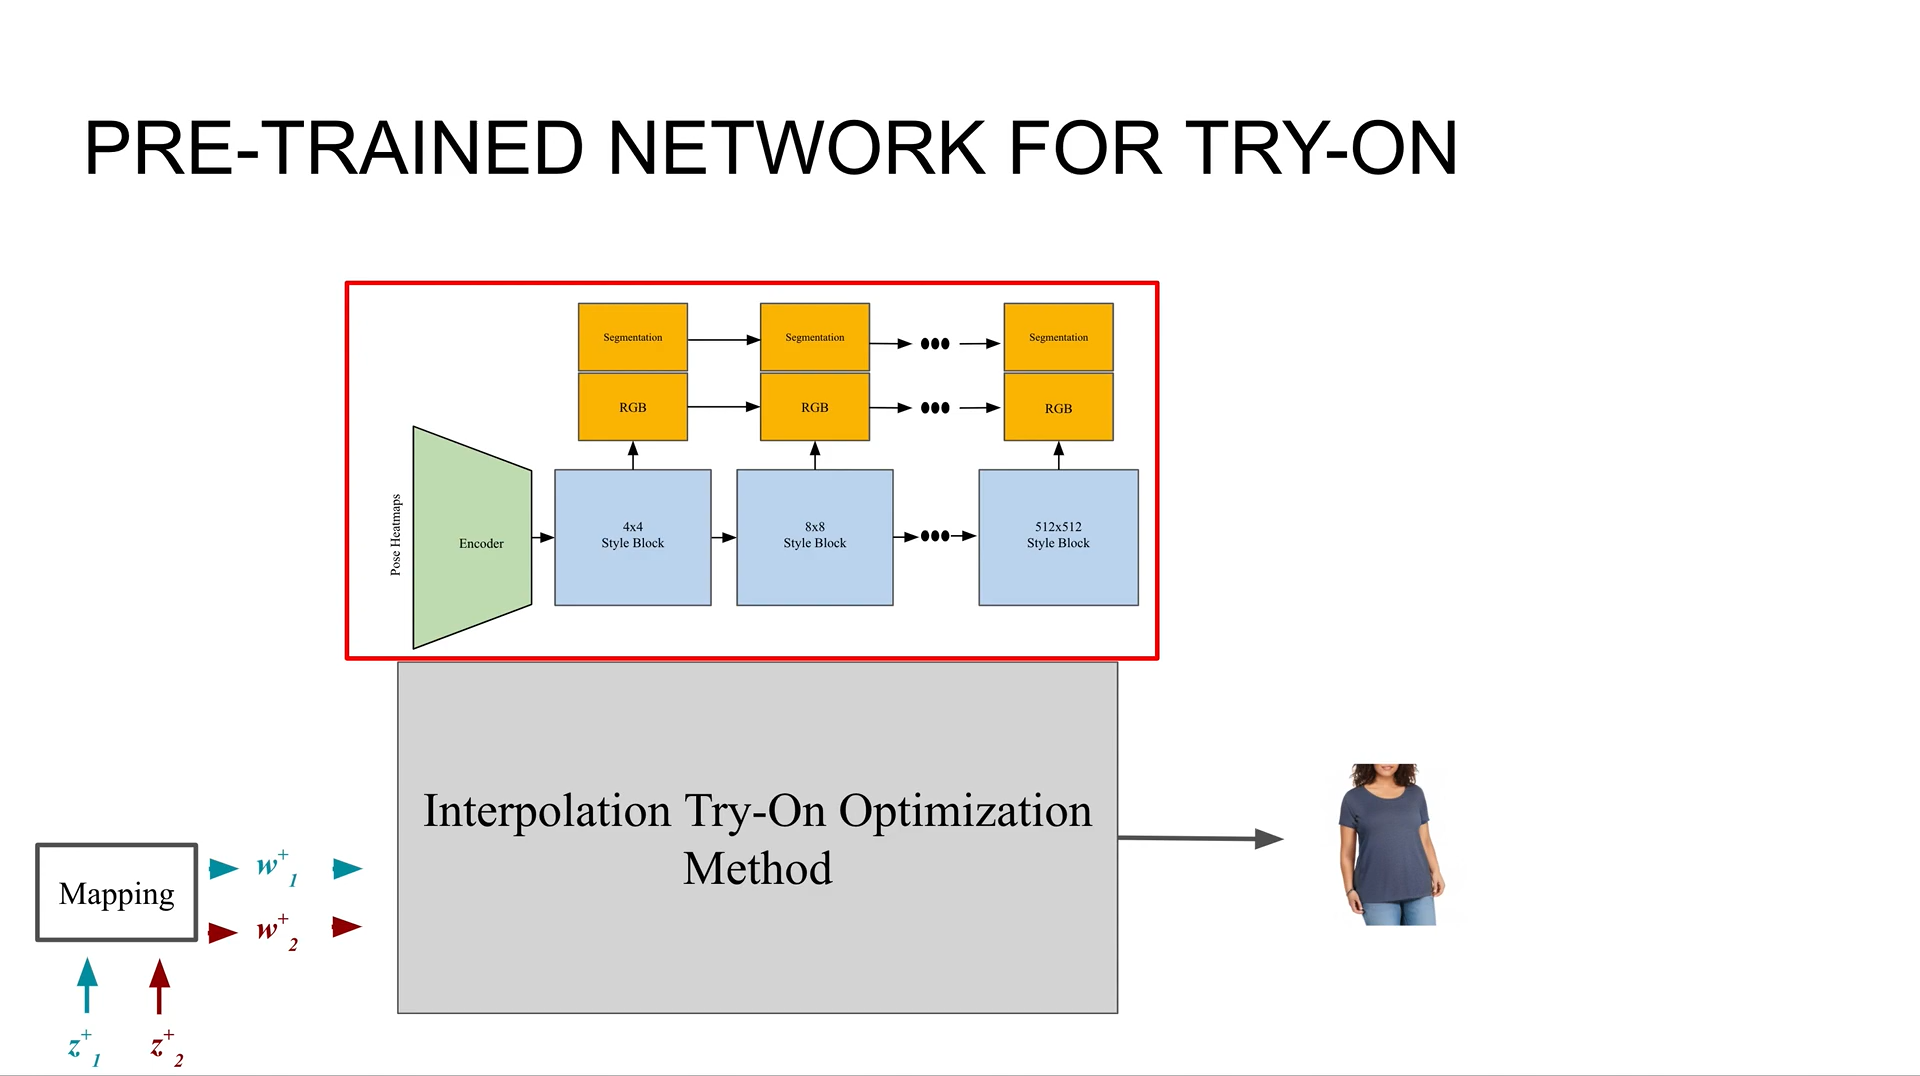 PRE-TRAINED NETWORK FOR TRY-ON
Segmentation Segmentation Segmentation
RGB RGB RGB
Pose Heatmaps
Encoder
4x4
Style Block
8x8
Style Block
512x512
Style Block
Interpolation Try-On Optimization
Method
Mapping
w+1
w+2
z+1 z+2